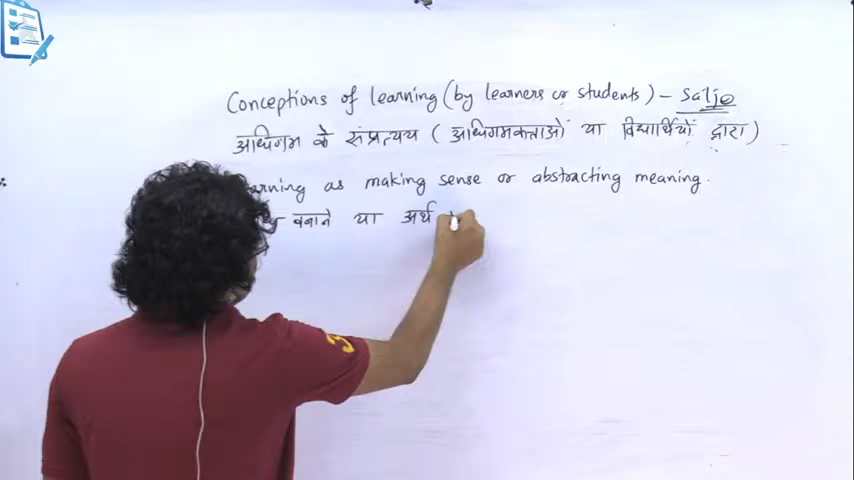 Conceptions of learning (by learners or students) - Saljo
अधिगम के संप्रत्यय ( अधिगमकर्त्ताओं या विद्यार्थियों द्वारा )
arning as making sense or abstracting meaning.
बनाने या अर्थ